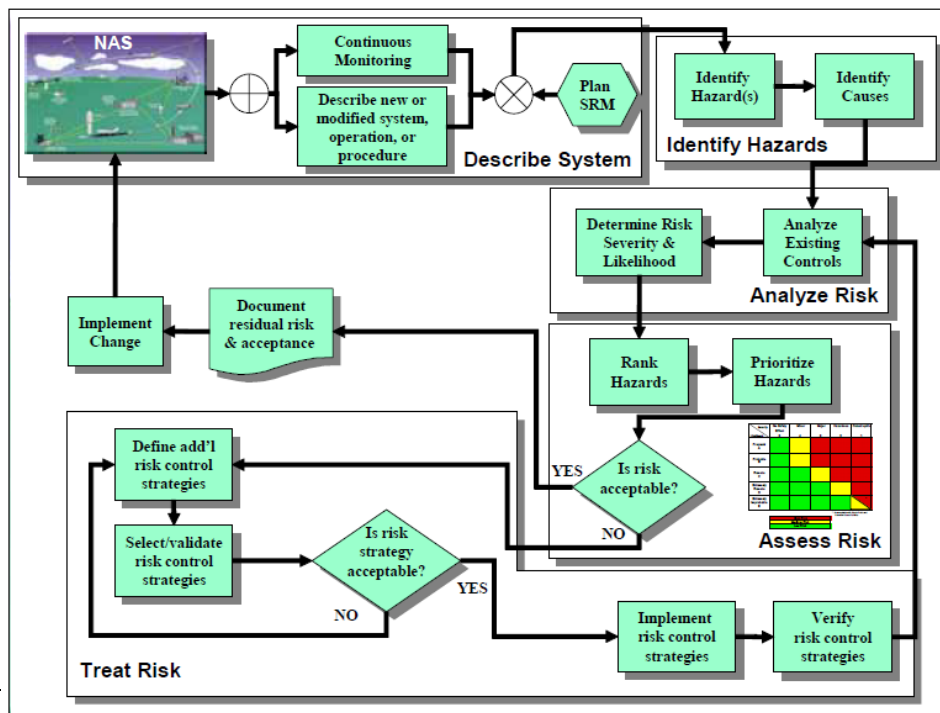 NAS
Continuous
Monitoring
Describe new or
modified system,
operation, or
procedure
Plan
SRM
Describe System
Identify
Hazard(s)
Identify
Causes
Identify Hazards
Determine Risk
Severity &
Likelihood
Analyze
Existing
Controls
Analyze Risk
Implement
Change
Document
residual risk
& acceptance
Rank
Hazards
Prioritize
Hazards
YES
Is risk
acceptable?
NO
Assess Risk
Define add'l
risk control
strategies
Select/validate
risk control
strategies
Is risk
strategy
acceptable?
YES
NO
Implement
risk control
strategies
Verify
risk control
strategies
Treat Risk